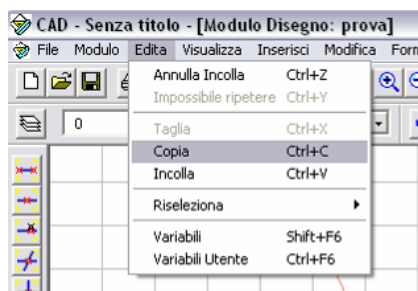 CAD - Senza titolo - [Modulo Disegno: prova]
File Modulo Edita Visualizza Inserisci Modifica Form
Annulla Incolla Ctrl+Z
Impossibile ripetere Ctrl+Y
0
Taglia Ctrl+X
Copia Ctrl+C
Incolla Ctrl+V
Riseleziona
Variabili Shift+F6
Variabili Utente Ctrl+F6